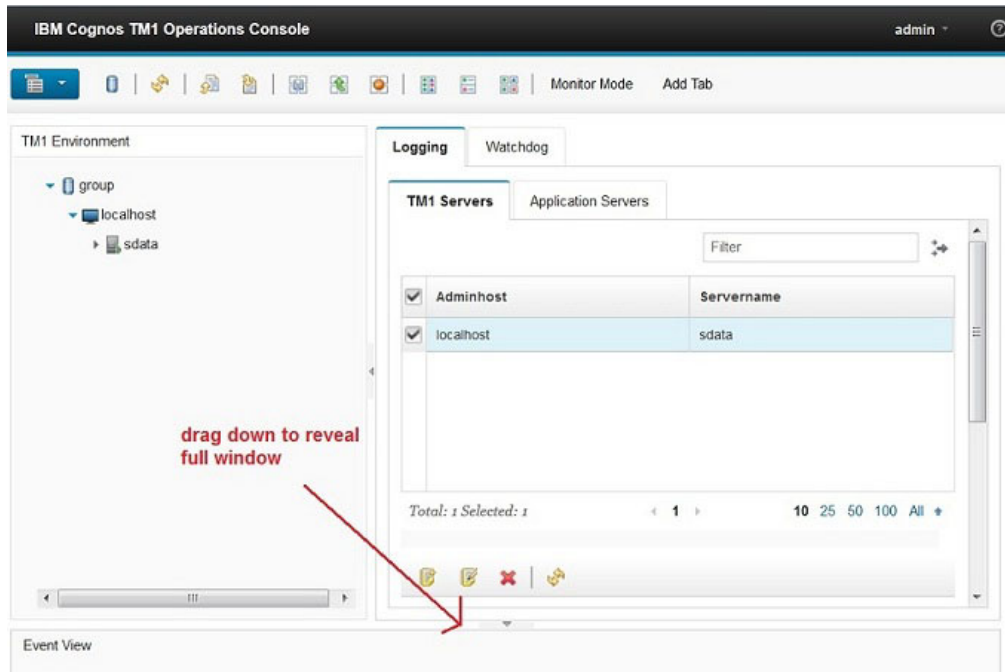 IBM Cognos TM1 Operations Console
admin
Monitor Mode
Add Tab
TM1 Environment
group
localhost
sdata
Logging
Watchdog
TM1 Servers
Application Servers
Filter
Adminhost
Servername
localhost
sdata
drag down to reveal
full window
Total: 1 Selected: 1
1
10 25 50 100 All
Event View